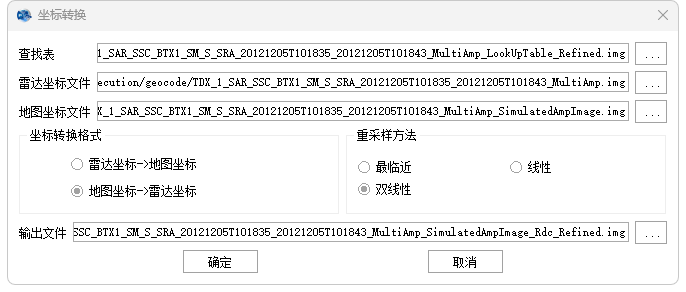 坐标转换
查找表 1_SAR_SSC_BTX1_SM_S_SRA_20121205T101835_20121205T101843_MultiAmp_LookUpTable_Refined.img ...
雷达坐标文件 ecution/geocode/TDX_1_SAR_SSC_BTX1_SM_S_SRA_20121205T101835_20121205T101843_MultiAmp.img ...
地图坐标文件 X_1_SAR_SSC_BTX1_SM_S_SRA_20121205T101835_20121205T101843_MultiAmp_SimulatedAmpImage.img ...
坐标转换格式 重采样方法
雷达坐标->地图坐标 最临近 线性
地图坐标->雷达坐标 双线性
输出文件 SSC_BTX1_SM_S_SRA_20121205T101835_20121205T101843_MultiAmp_SimulatedAmpImage_Rdc_Refined.img ...
确定 取消